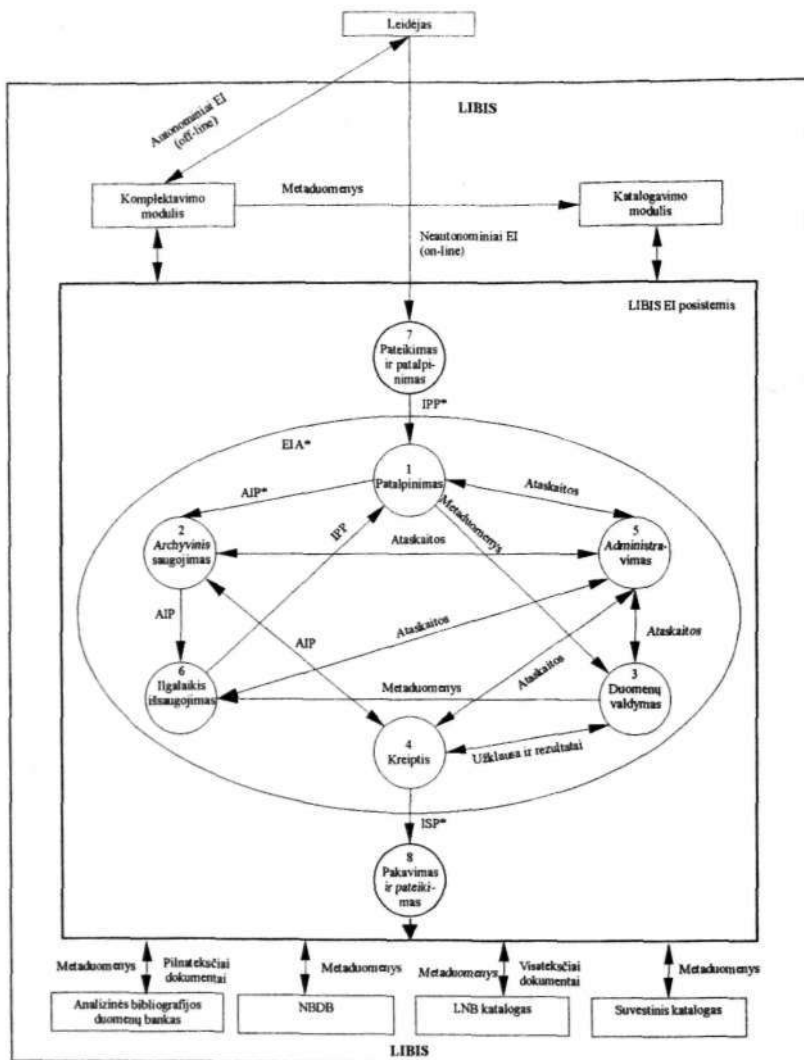 Leidėjas
LIBIS
Autonominiai EI
(off-line)
Komplektavimo
modulis
Metaduomenys
Katalogavimo
modulis
Neautonominiai EI
(on-line)
LIBIS EI posistemis
7
Pateikimas
ir patalpi-
nimas
IPP*
EIA*
1
Patalpinimas
AIP*
Ataskaitos
IPP
Metaduomenys
2
Archyvinis
saugojimas
Ataskaitos
5
Administra-
vimas
AIP
AIP
Ataskaitos
Ataskaitos
Ataskaitos
6
Ilgalaikis
išsaugojimas
Metaduomenys
3
Duomenų
valdymas
4
Kreiptis
Užklausa ir rezultatai
ISP*
8
Pakavimas
ir pateiki-
mas
Metaduomenys
Pilnateksčiai
dokumentai
Metaduomenys
Metaduomenys
Visateksčiai
dokumentai
Metaduomenys
Analizinės bibliografijos
duomenų bankas
NBDB
LNB katalogas
Suvestinis katalogas
LIBIS